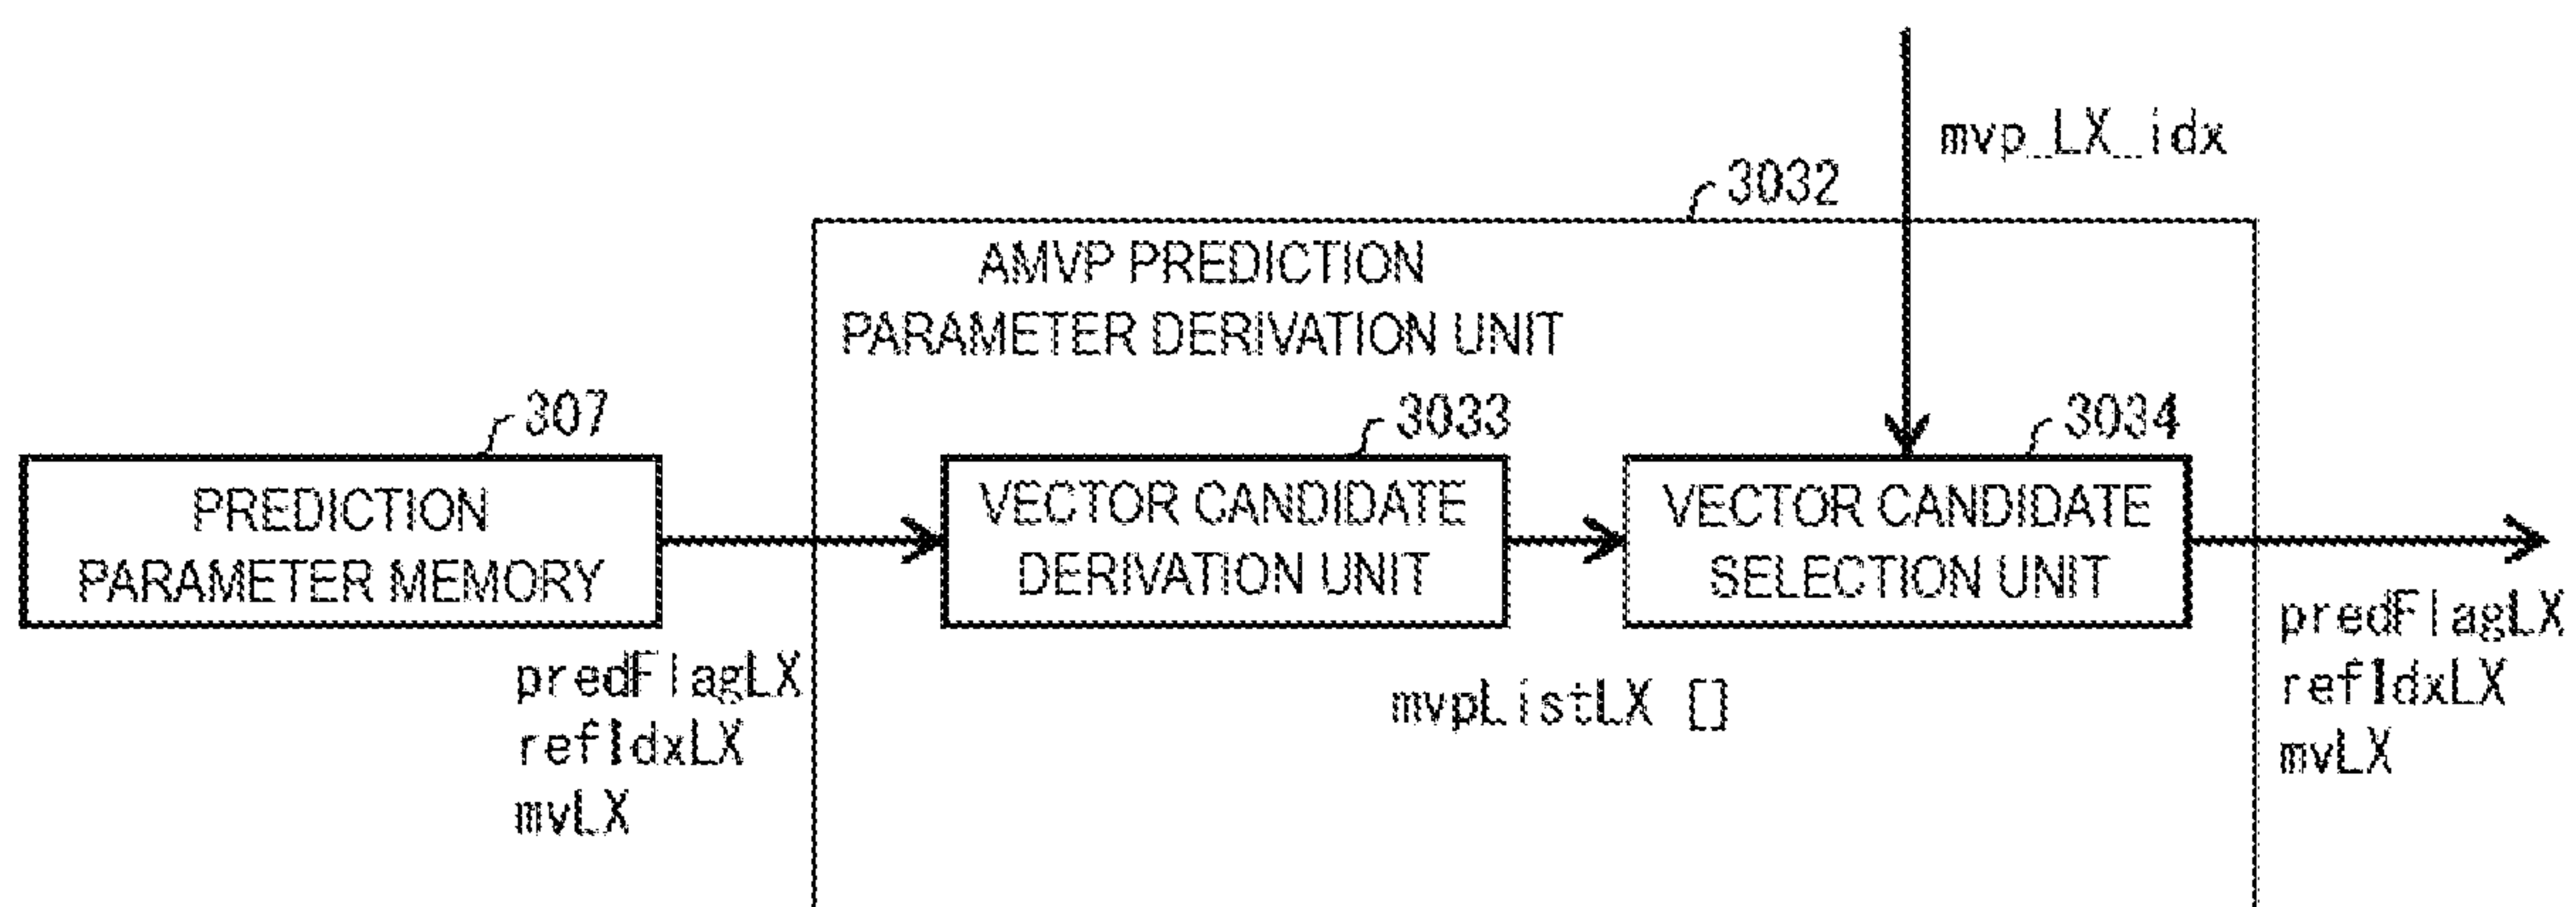 mvp_LX_idx
3032
AMVP PREDICTION
PARAMETER DERIVATION UNIT
307
3033
3034
PREDICTION
PARAMETER MEMORY
VECTOR CANDIDATE
DERIVATION UNIT
VECTOR CANDIDATE
SELECTION UNIT
predFlagLX
refIdxLX
mvLX
mvpListLX []
predFlagLX
refIdxLX
mvLX